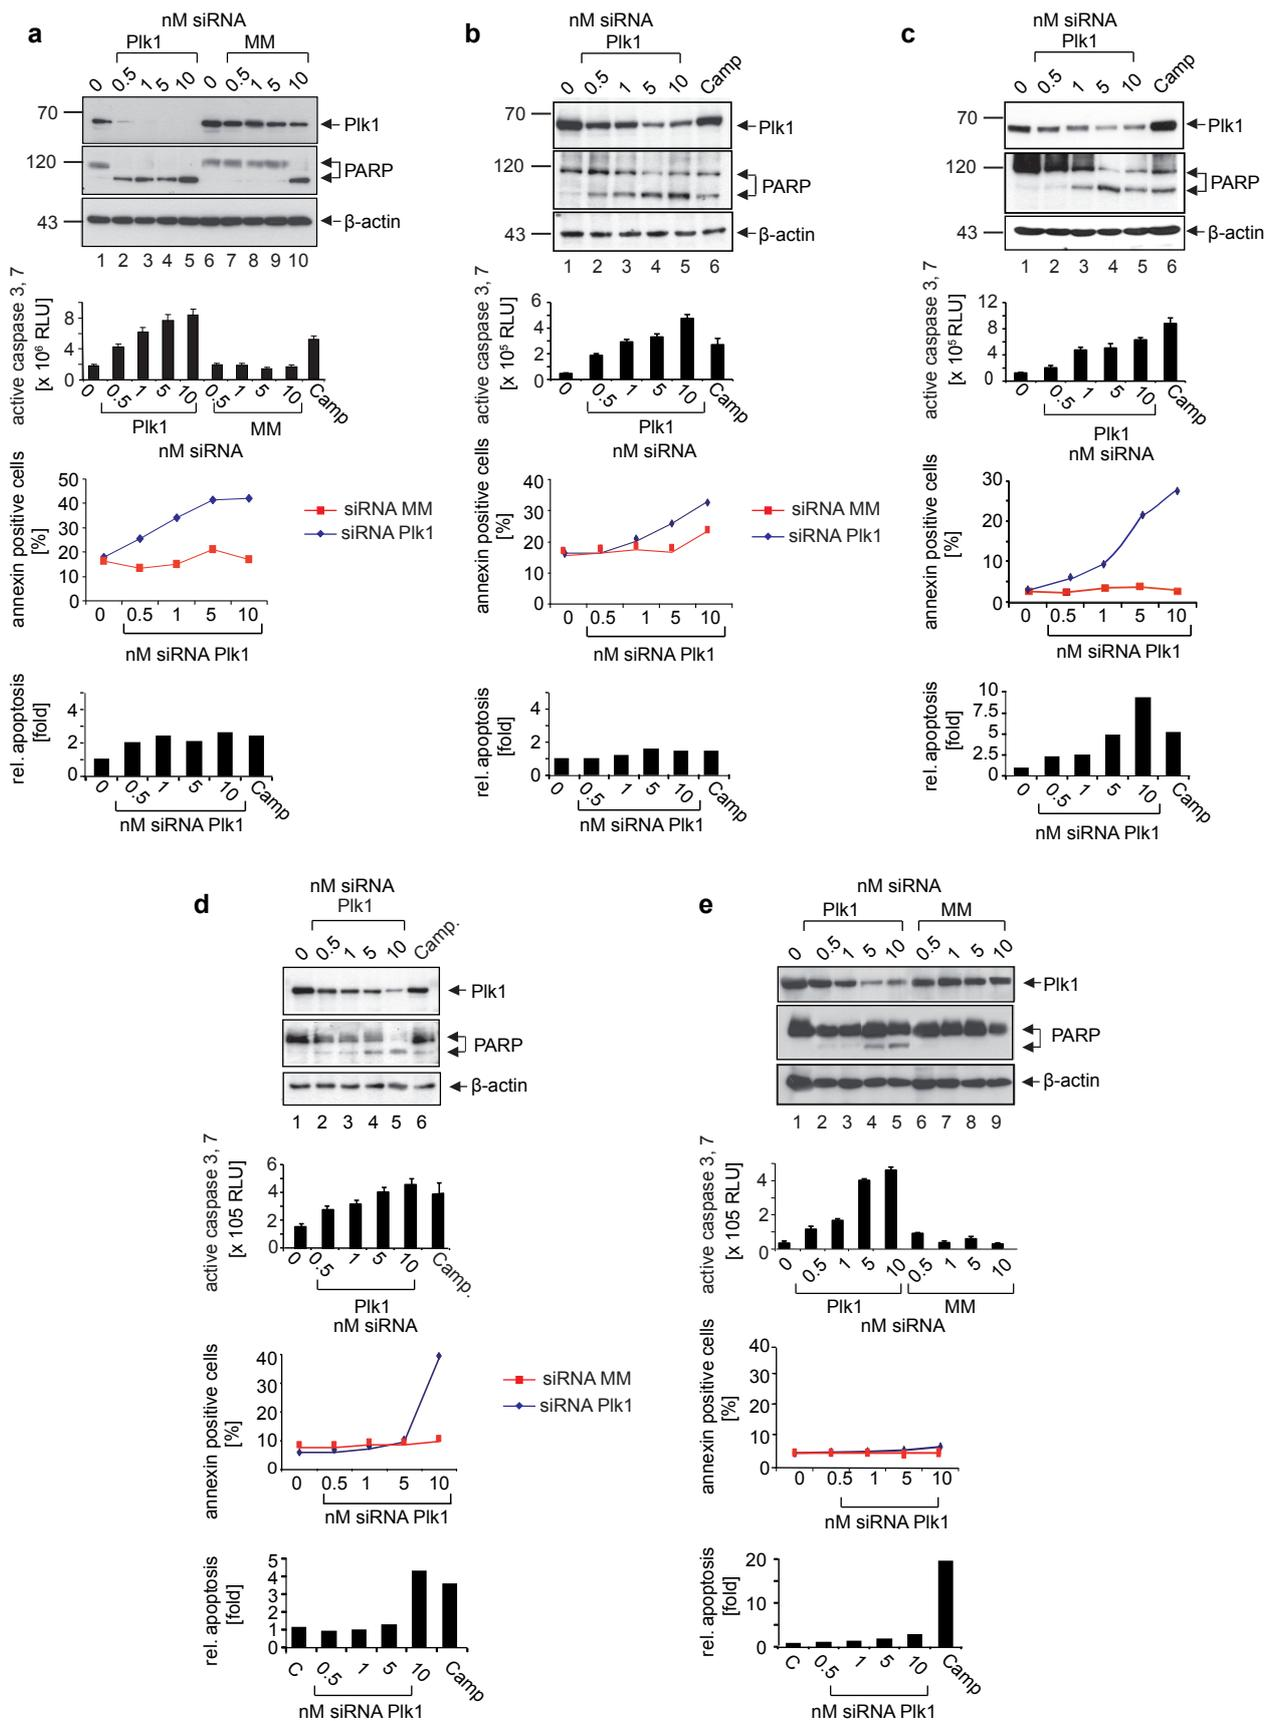 a
nM siRNA
Plk1 MM
0 0.5 1 5 10 0 0.5 1 5 10
70 Plk1
120 PARP
43 β-actin
1 2 3 4 5 6 7 8 9 10
active caspase 3, 7
[x 10⁶ RLU]
8
4
0
0 0.5 1 5 10 0.5 1 5 10 Camp
Plk1 MM
nM siRNA
annexin positive cells
[%]
50
40
30
20
10
0
siRNA MM
siRNA Plk1
0 0.5 1 5 10
nM siRNA Plk1
rel. apoptosis
[fold]
4
2
0
0 0.5 1 5 10 Camp
nM siRNA Plk1
b
nM siRNA
Plk1
0 0.5 1 5 10 Camp
70 Plk1
120 PARP
43 β-actin
1 2 3 4 5 6
active caspase 3, 7
[x 10⁵ RLU]
6
4
2
0
0 0.5 1 5 10 Camp
Plk1
nM siRNA
annexin positive cells
[%]
40
30
20
10
0
siRNA MM
siRNA Plk1
0 0.5 1 5 10
nM siRNA Plk1
rel. apoptosis
[fold]
4
2
0
0 0.5 1 5 10 Camp
nM siRNA Plk1
c
nM siRNA
Plk1
0 0.5 1 5 10 Camp
70 Plk1
120 PARP
43 β-actin
1 2 3 4 5 6
active caspase 3, 7
[x 10⁵ RLU]
12
8
4
0
0 0.5 1 5 10 Camp
Plk1
nM siRNA
annexin positive cells
[%]
30
20
10
0
0 0.5 1 5 10
nM siRNA Plk1
rel. apoptosis
[fold]
10
7.5
5
2.5
0
0 0.5 1 5 10 Camp
nM siRNA Plk1
d
nM siRNA
Plk1
0 0.5 1 5 10 Camp.
Plk1
PARP
β-actin
1 2 3 4 5 6
active caspase 3, 7
[x 105 RLU]
6
4
2
0
0 0.5 1 5 10 Camp.
Plk1
nM siRNA
annexin positive cells
[%]
40
30
20
10
0
siRNA MM
siRNA Plk1
0 0.5 1 5 10
nM siRNA Plk1
rel. apoptosis
[fold]
5
4
3
2
1
0
C 0.5 1 5 10 Camp
nM siRNA Plk1
e
nM siRNA
Plk1 MM
0 0.5 1 5 10 0.5 1 5 10
Plk1
PARP
β-actin
1 2 3 4 5 6 7 8 9
active caspase 3, 7
[x 105 RLU]
4
2
0
0 0.5 1 5 10 0.5 1 5 10
Plk1 MM
nM siRNA
annexin positive cells
[%]
40
30
20
10
0
0 0.5 1 5 10
nM siRNA Plk1
rel. apoptosis
[fold]
20
10
0
C 0.5 1 5 10 Camp
nM siRNA Plk1